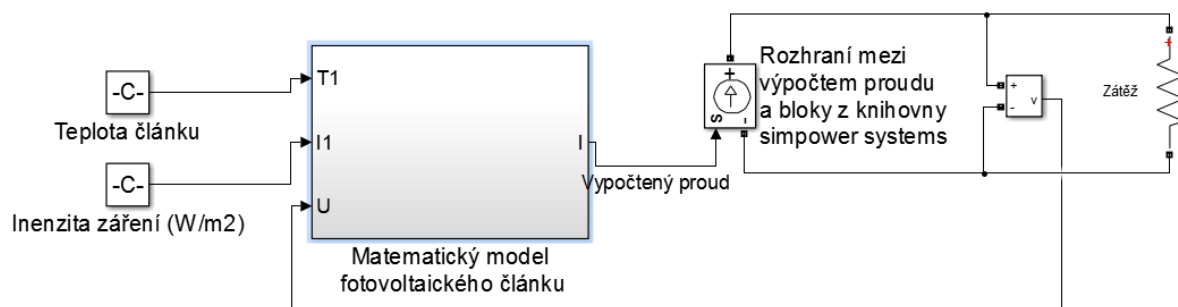 -C-
Teplota článku
-C-
Inenzita záření (W/m2)
T1
I1
U
I
Matematický model
fotovoltaického článku
Vypočtený proud
+
s
-
Rozhraní mezi
výpočtem proudu
a bloky z knihovny
simpower systems
+
-
v
Zátěž
+